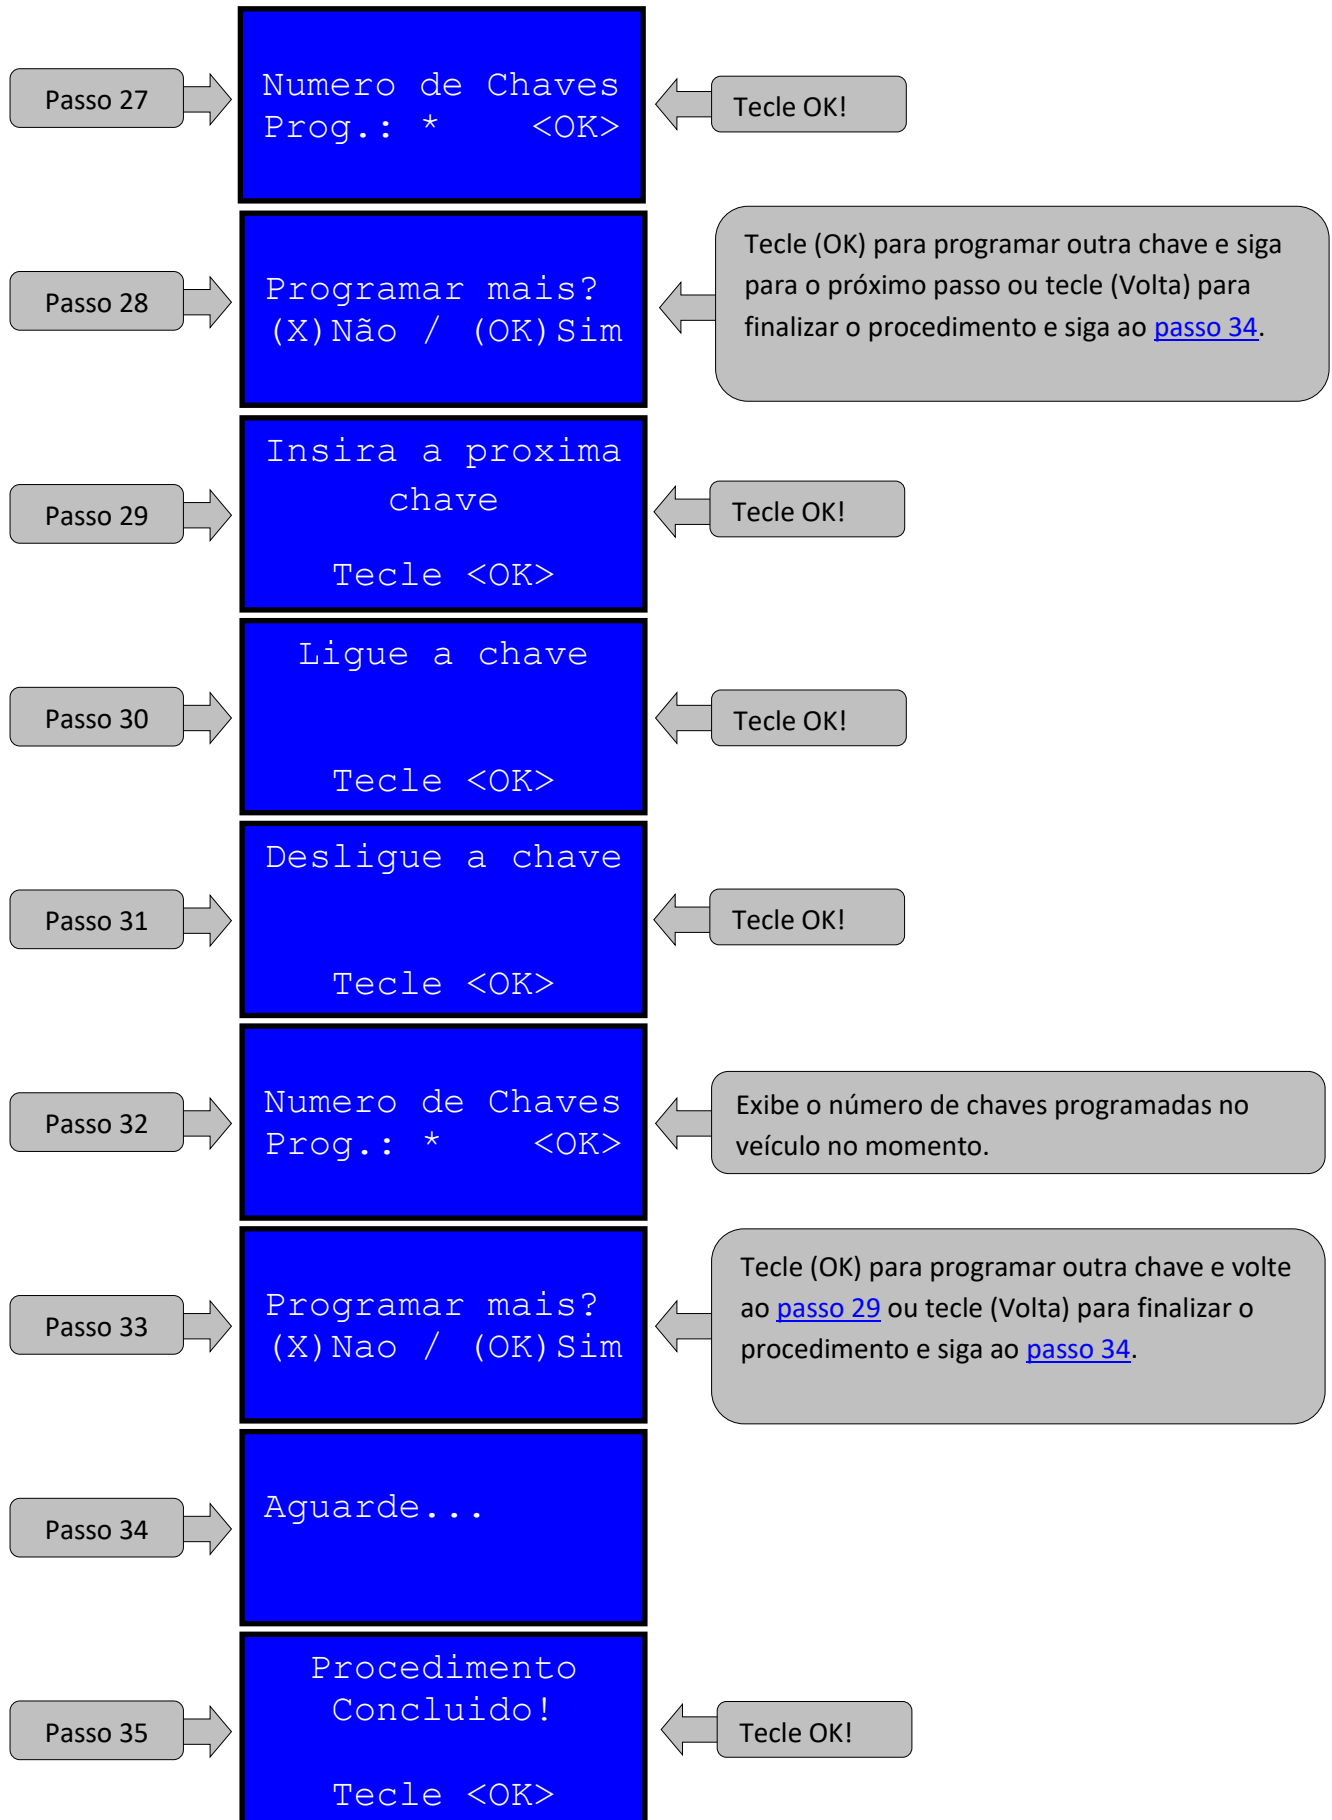 Passo 27
Numero de Chaves
Prog.: * <OK>
Tecle OK!
Passo 28
Programar mais?
(X)Não / (OK)Sim
Tecle (OK) para programar outra chave e siga
para o próximo passo ou tecle (Volta) para
finalizar o procedimento e siga ao passo 34.
Passo 29
Insira a proxima
chave
Tecle <OK>
Tecle OK!
Passo 30
Ligue a chave
Tecle <OK>
Tecle OK!
Passo 31
Desligue a chave
Tecle <OK>
Tecle OK!
Passo 32
Numero de Chaves
Prog.: * <OK>
Exibe o número de chaves programadas no
veículo no momento.
Passo 33
Programar mais?
(X)Nao / (OK)Sim
Tecle (OK) para programar outra chave e volte
ao passo 29 ou tecle (Volta) para finalizar o
procedimento e siga ao passo 34.
Passo 34
Aguarde...
Passo 35
Procedimento
Concluido!
Tecle <OK>
Tecle OK!